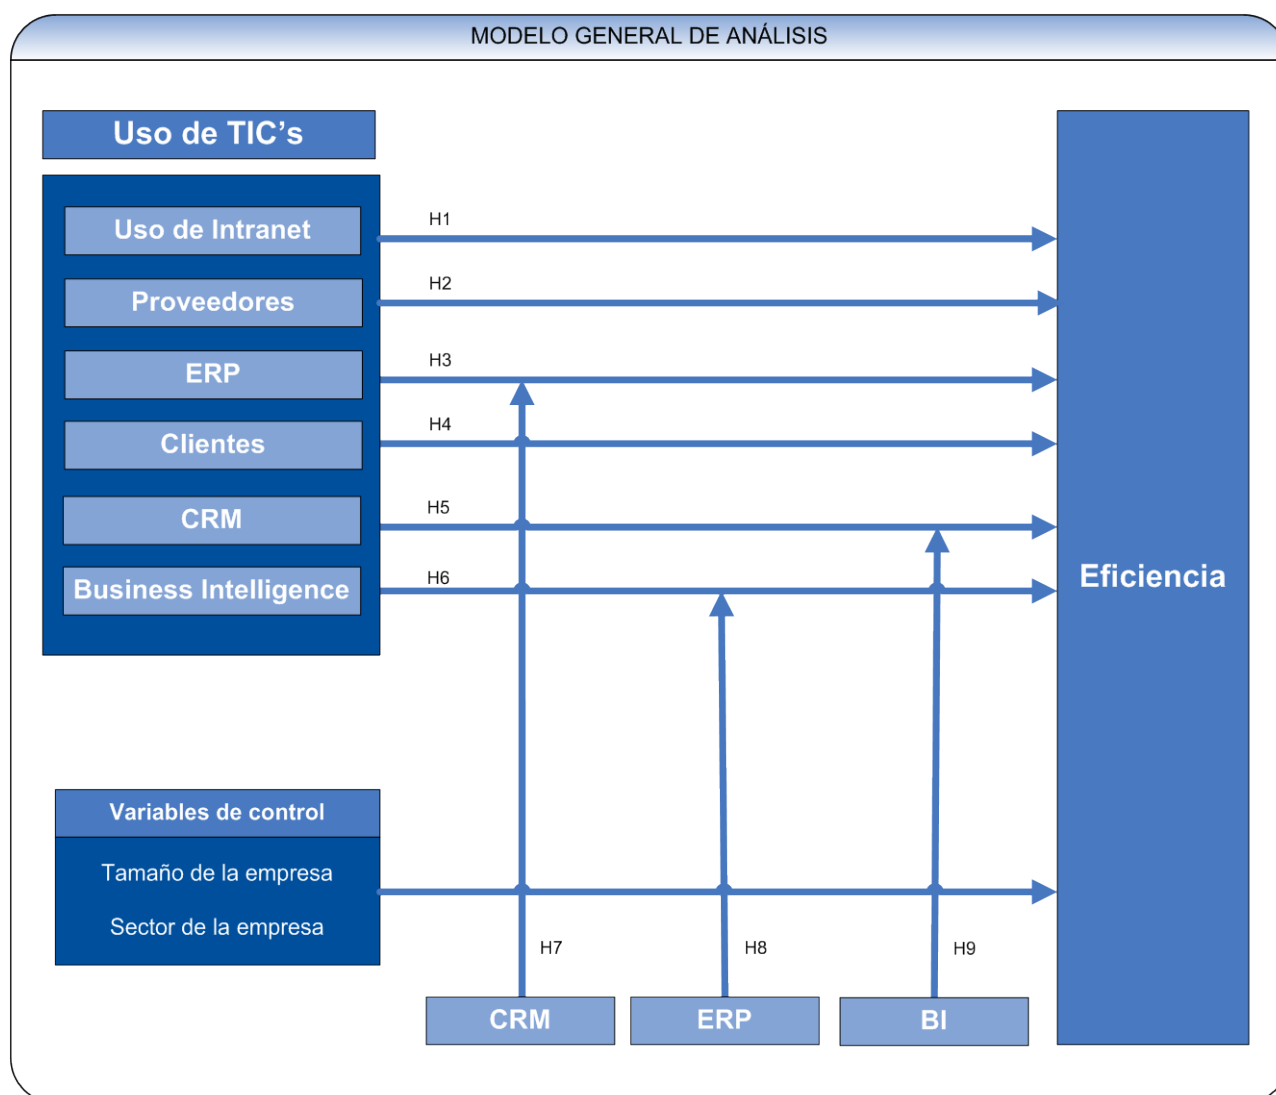 MODELO GENERAL DE ANÁLISIS
Uso de TIC's
Uso de Intranet
H1
Proveedores
H2
ERP
H3
Clientes
H4
CRM
H5
Business Intelligence
H6
Eficiencia
Variables de control
Tamaño de la empresa
Sector de la empresa
H7
H8
H9
CRM
ERP
BI